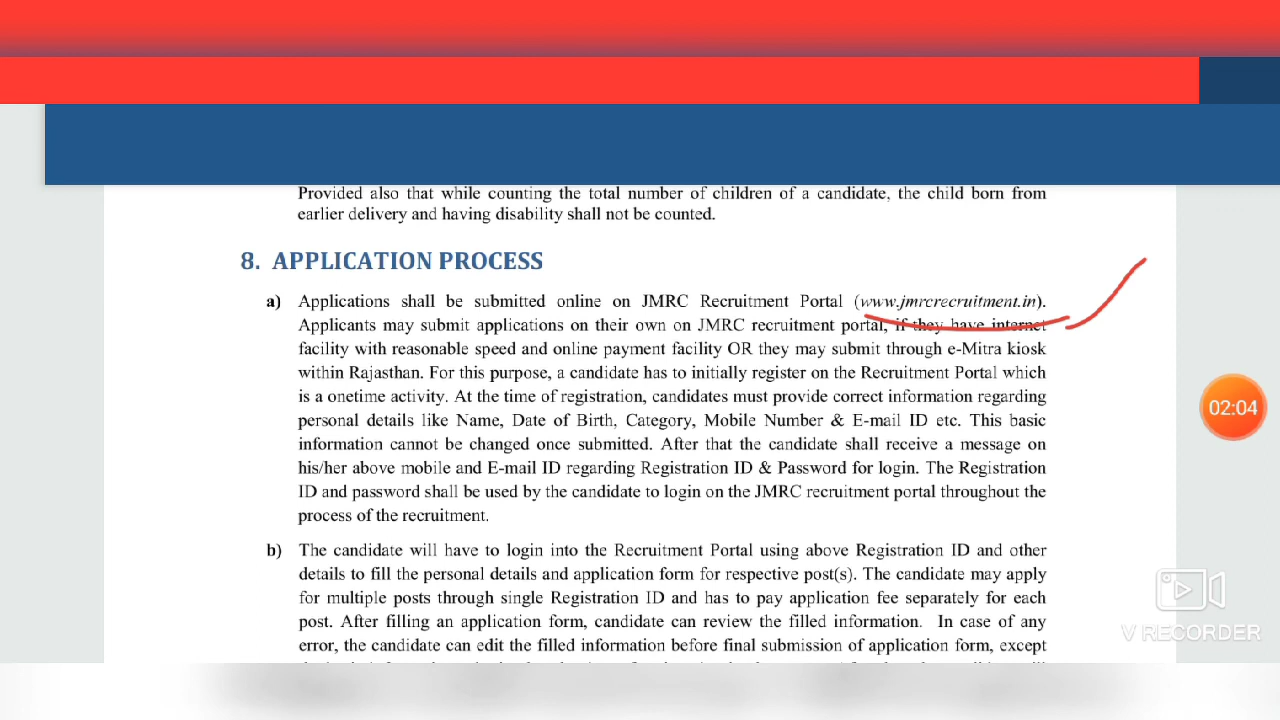 Provided also that while counting the total number of children of a candidate, the child born from
earlier delivery and having disability shall not be counted.
8. APPLICATION PROCESS
a) Applications shall be submitted online on JMRC Recruitment Portal (www.jmrcrecruitment.in).
Applicants may submit applications on their own on JMRC recruitment portal, if they have internet
facility with reasonable speed and online payment facility OR they may submit through e-Mitra kiosk
within Rajasthan. For this purpose, a candidate has to initially register on the Recruitment Portal which
is a onetime activity. At the time of registration, candidates must provide correct information regarding
personal details like Name, Date of Birth, Category, Mobile Number & E-mail ID etc. This basic
information cannot be changed once submitted. After that the candidate shall receive a message on
his/her above mobile and E-mail ID regarding Registration ID & Password for login. The Registration
ID and password shall be used by the candidate to login on the JMRC recruitment portal throughout the
process of the recruitment.
02:04
b) The candidate will have to login into the Recruitment Portal using above Registration ID and other
details to fill the personal details and application form for respective post(s). The candidate may apply
for multiple posts through single Registration ID and has to pay application fee separately for each
post. After filling an application form, candidate can review the filled information. In case of any
error, the candidate can edit the filled information before final submission of application form, except
V RECORDER